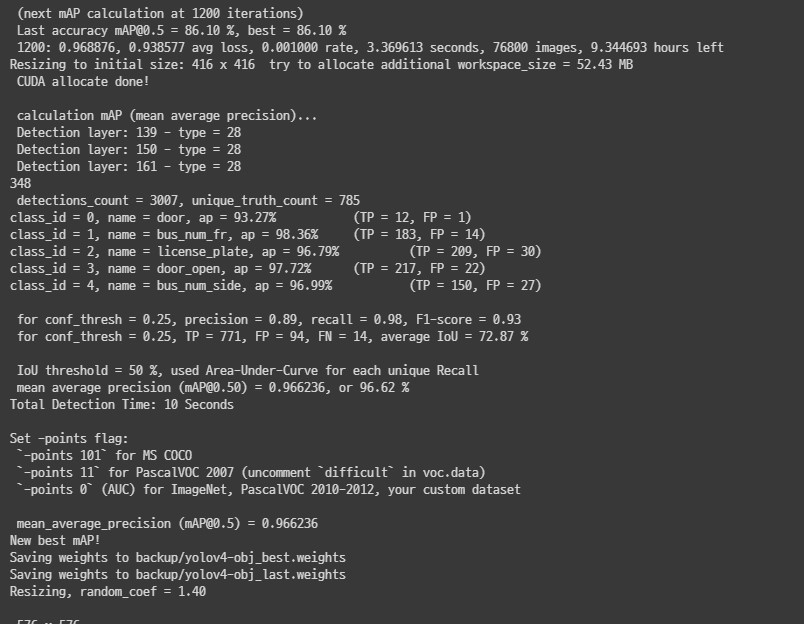 (next mAP calculation at 1200 iterations)
Last accuracy mAP@0.5 = 86.10 %, best = 86.10 %
1200: 0.968876, 0.938577 avg loss, 0.001000 rate, 3.369613 seconds, 76800 images, 9.344693 hours left
Resizing to initial size: 416 x 416 try to allocate additional workspace_size = 52.43 MB
CUDA allocate done!
calculation mAP (mean average precision)...
Detection layer: 139 - type = 28
Detection layer: 150 - type = 28
Detection layer: 161 - type = 28
348
detections_count = 3007, unique_truth_count = 785
class_id = 0, name = door, ap = 93.27% (TP = 12, FP = 1)
class_id = 1, name = bus_num_fr, ap = 98.36% (TP = 183, FP = 14)
class_id = 2, name = license_plate, ap = 96.79% (TP = 209, FP = 30)
class_id = 3, name = door_open, ap = 97.72% (TP = 217, FP = 22)
class_id = 4, name = bus_num_side, ap = 96.99% (TP = 150, FP = 27)
for conf_thresh = 0.25, precision = 0.89, recall = 0.98, F1-score = 0.93
for conf_thresh = 0.25, TP = 771, FP = 94, FN = 14, average IoU = 72.87 %
IoU threshold = 50 %, used Area-Under-Curve for each unique Recall
mean average precision (mAP@0.50) = 0.966236, or 96.62 %
Total Detection Time: 10 Seconds
Set -points flag:
`-points 101` for MS COCO
`-points 11` for PascalVOC 2007 (uncomment `difficult` in voc.data)
`-points 0` (AUC) for ImageNet, PascalVOC 2010-2012, your custom dataset
mean_average_precision (mAP@0.5) = 0.966236
New best mAP!
Saving weights to backup/yolov4-obj_best.weights
Saving weights to backup/yolov4-obj_last.weights
Resizing, random_coef = 1.40